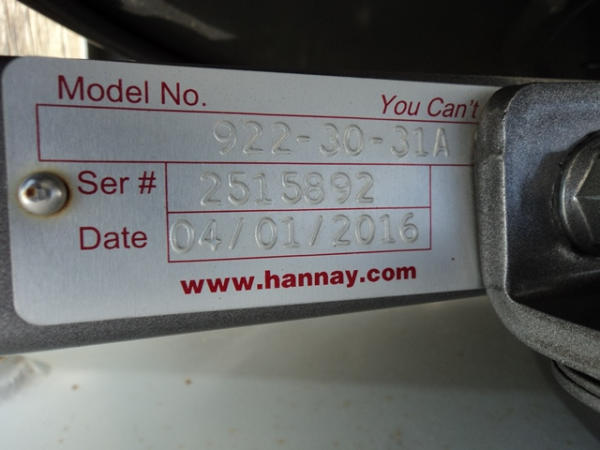 Model No. You Can't
922-30-31A
Ser # 2515892
Date 04/01/2016
www.hannay.com